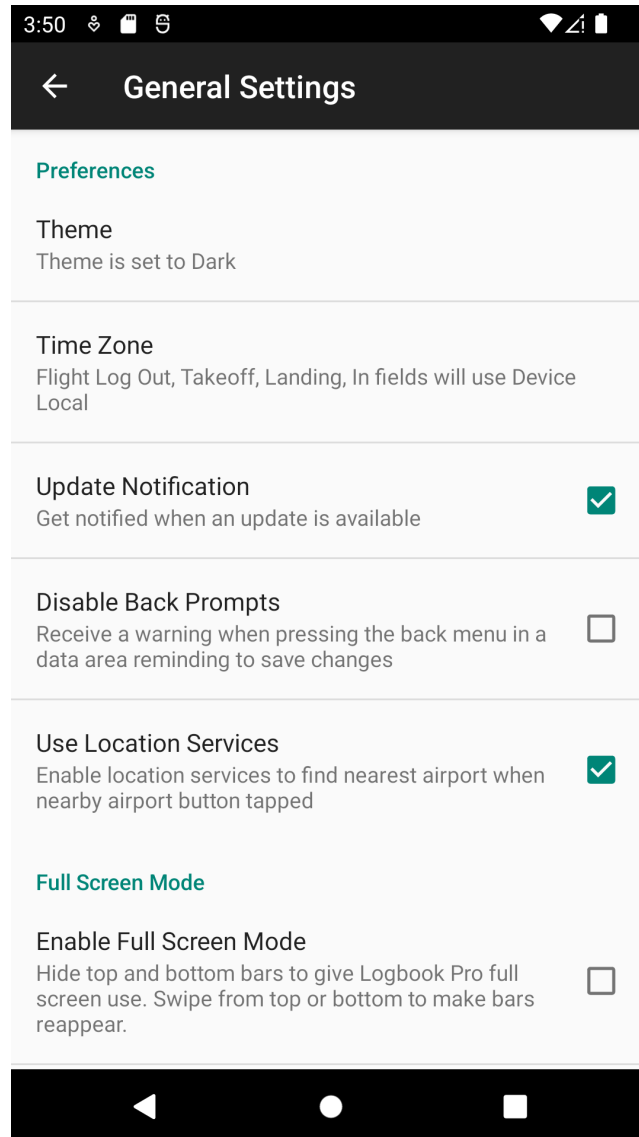 3:50
General Settings
Preferences
Theme
Theme is set to Dark
Time Zone
Flight Log Out, Takeoff, Landing, In fields will use Device
Local
Update Notification
Get notified when an update is available
Disable Back Prompts
Receive a warning when pressing the back menu in a
data area reminding to save changes
Use Location Services
Enable location services to find nearest airport when
nearby airport button tapped
Full Screen Mode
Enable Full Screen Mode
Hide top and bottom bars to give Logbook Pro full
screen use. Swipe from top or bottom to make bars
reappear.